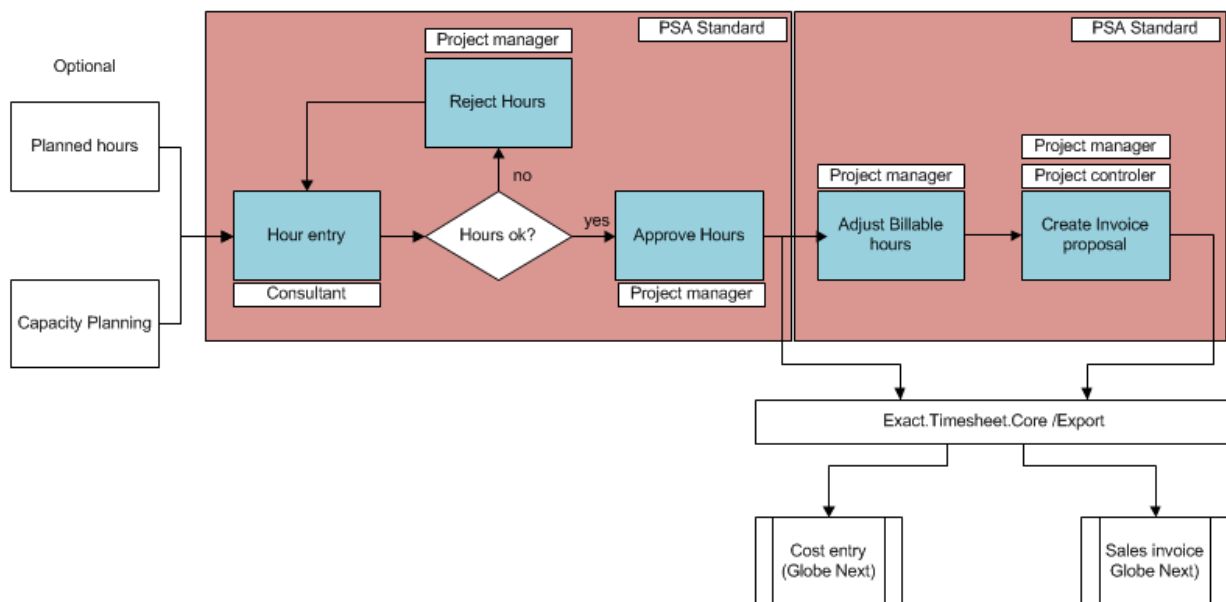 PSA Standard
PSA Standard
Project manager
Optional
Reject Hours
Planned hours
Project manager
no
Project manager
Project controler
yes
Hour entry
Hours ok?
Approve Hours
Adjust Billable
hours
Create Invoice
proposal
Consultant
Project manager
Capacity Planning
Exact.Timesheet.Core /Export
Cost entry
(Globe Next)
Sales invoice
Globe Next)